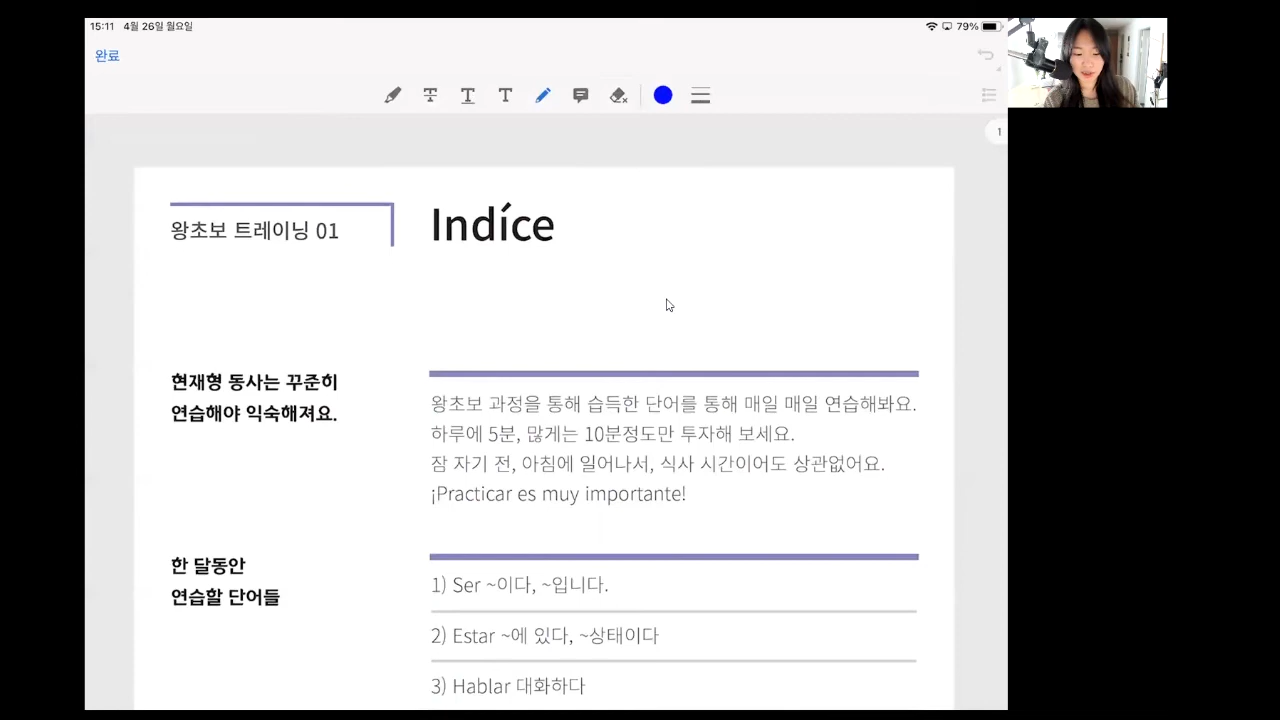 15:11 4월 26일 월요일
79%
완료
1
왕초보 트레이닝 01
Indíce
현재형 동사는 꾸준히
연습해야 익숙해져요.
왕초보 과정을 통해 습득한 단어를 통해 매일 매일 연습해봐요.
하루에 5분, 많게는 10분정도만 투자해 보세요.
잠 자기 전, 아침에 일어나서, 식사 시간이어도 상관없어요.
¡Practicar es muy importante!
한 달동안
연습할 단어들
1) Ser ~이다, ~입니다.
2) Estar ~에 있다, ~상태이다
3) Hablar 대화하다